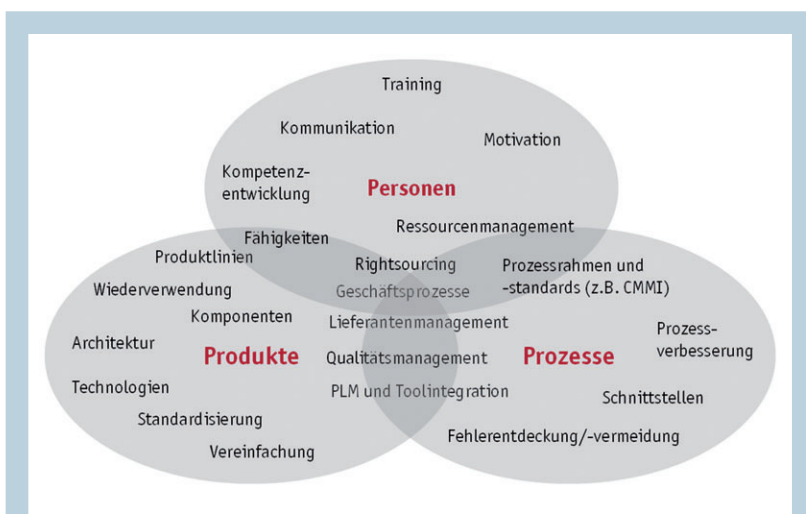 Training
Kommunikation
Motivation
Kompetenz-
entwicklung
Personen
Ressourcenmanagement
Fähigkeiten
Produktlinien
Rightsourcing
Prozessrahmen und
-standards (z.B. CMMI)
Wiederverwendung
Geschäftsprozesse
Komponenten
Lieferantenmanagement
Architektur
Prozess-
verbesserung
Produkte
Qualitätsmanagement
Prozesse
Technologien
PLM und Toolintegration
Schnittstellen
Standardisierung
Fehlerentdeckung/-vermeidung
Vereinfachung